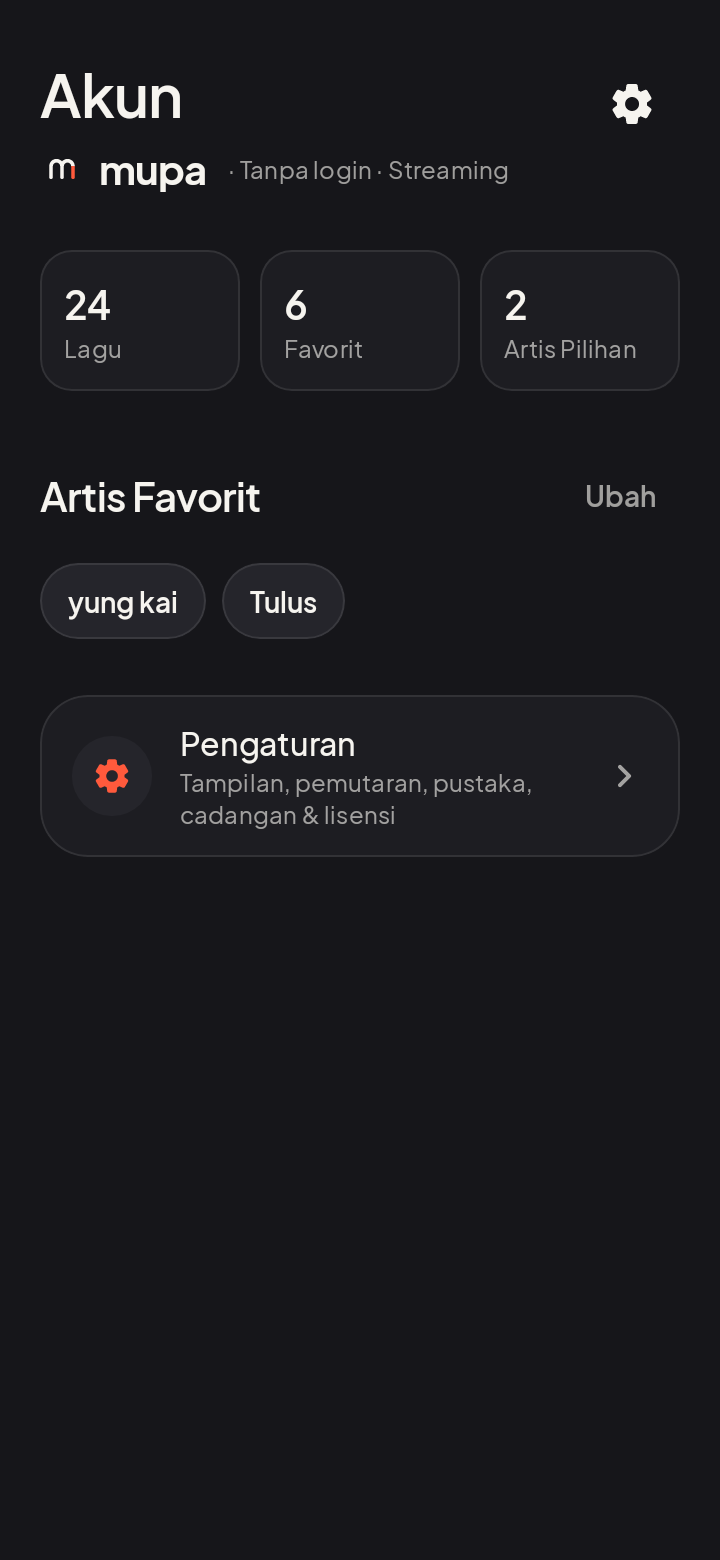 Akun
mupa · Tanpa login · Streaming
24
Lagu
6
Favorit
2
Artis Pilihan
Artis Favorit
Ubah
yung kai
Tulus
Pengaturan
Tampilan, pemutaran, pustaka,
cadangan & lisensi